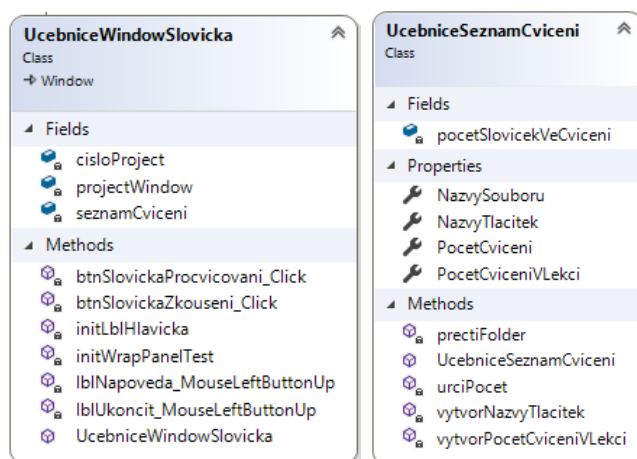 UcebniceWindowSlovicka
Class
Window
Fields
cisloProject
projectWindow
seznamCviceni
Methods
btnSlovickaProcvicovani_Click
btnSlovickaZkouseni_Click
initLblHlavicka
initWrapPanelTest
lblNapoveda_MouseLeftButtonUp
lblUkoncit_MouseLeftButtonUp
UcebniceWindowSlovicka
UcebniceSeznamCviceni
Class
Fields
pocetSlovicekVeCviceni
Properties
NazvySouboru
NazvyTlacitek
PocetCviceni
PocetCviceniVLekci
Methods
prectiFolder
UcebniceSeznamCviceni
urciPocet
vytvorNazvyTlacitek
vytvorPocetCviceniVLekci